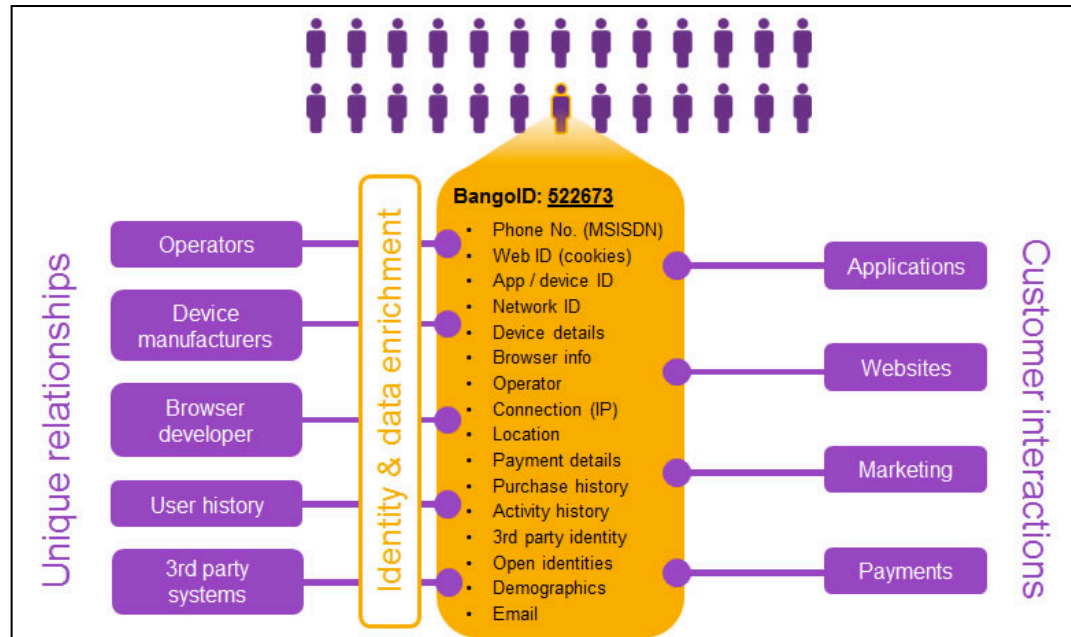 Unique relationships
Operators
Device
manufacturers
Browser
developer
User history
3rd party
systems
Identity & data enrichment
BangoID: 522673
• Phone No. (MSISDN)
• Web ID (cookies)
• App / device ID
• Network ID
• Device details
• Browser info
• Operator
• Connection (IP)
• Location
• Payment details
• Purchase history
• Activity history
• 3rd party identity
• Open identities
• Demographics
• Email
Applications
Websites
Marketing
Payments
Customer interactions